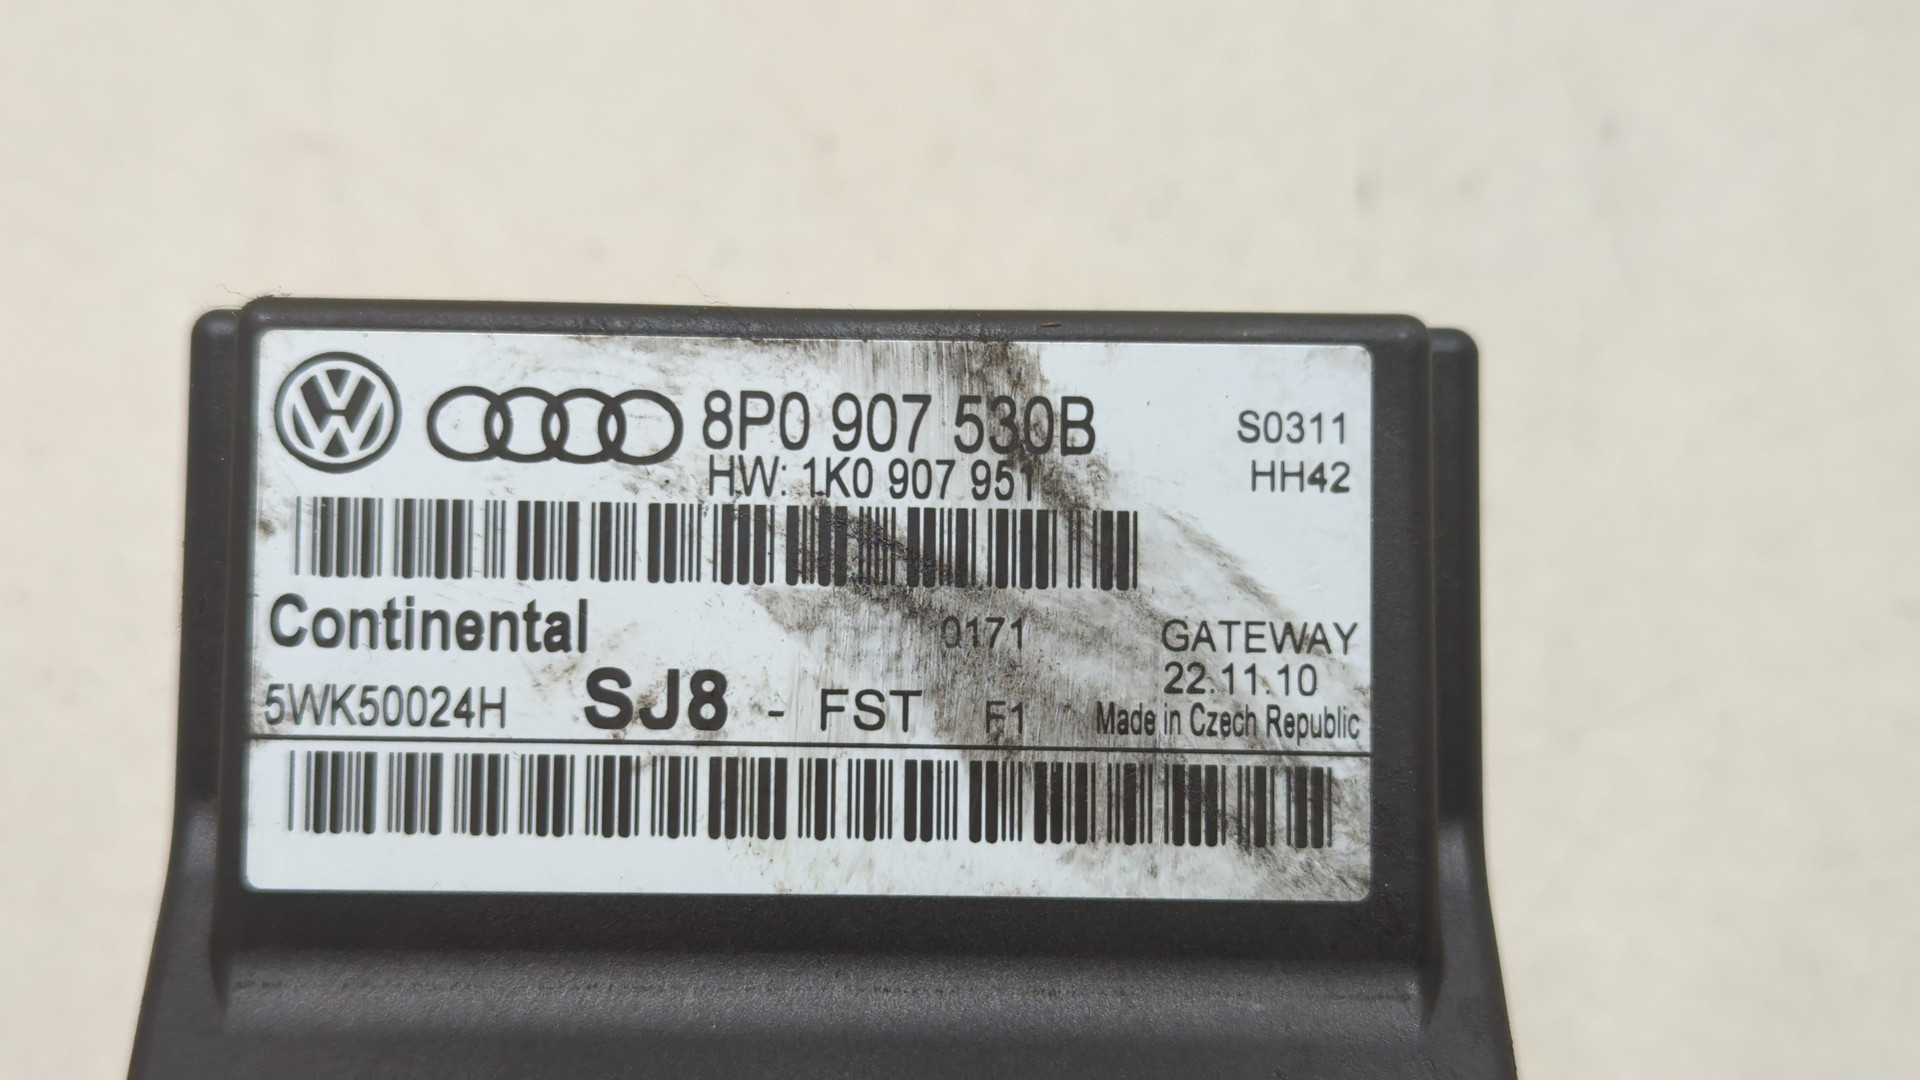 8P0 907 530B S0311
HW: 1K0 907 951 HH42
Continental 0171 GATEWAY
22.11.10
5WK50024H SJ8 - FST F1 Made in Czech Republic